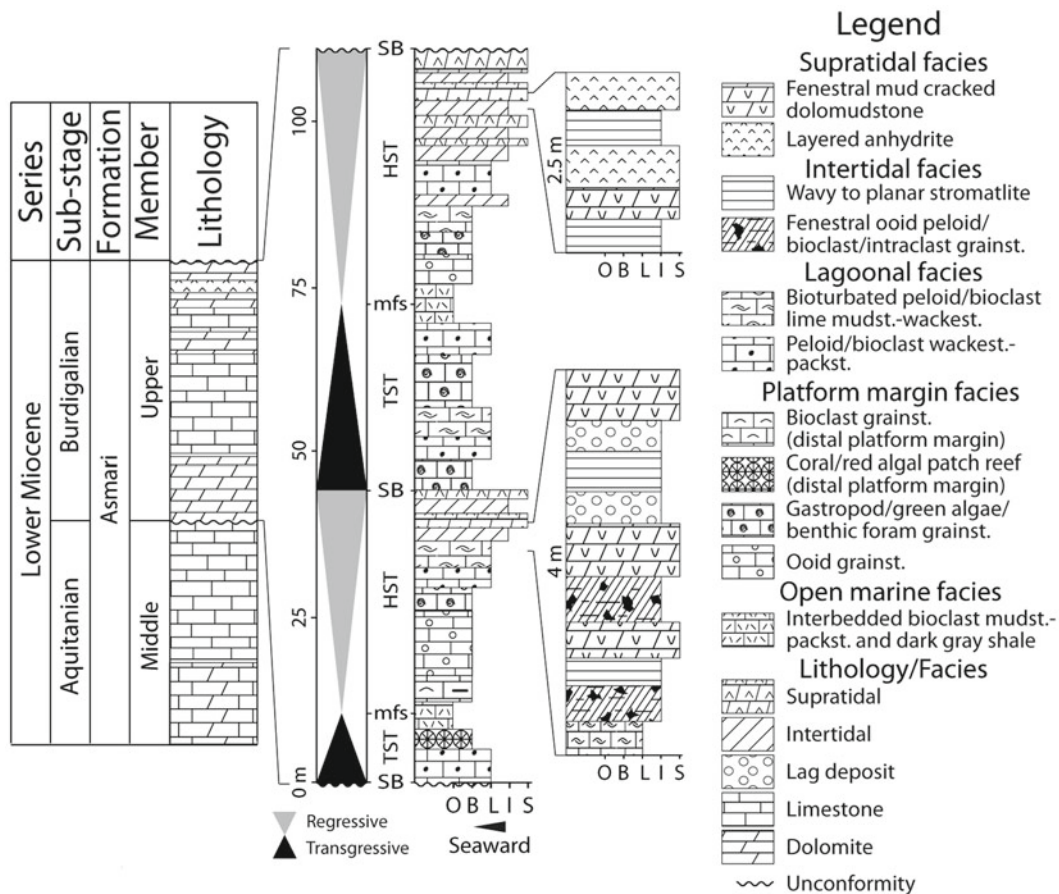 Series
Sub-stage
Formation
Member
Lithology
Lower Miocene
Burdigalian
Aquitanian
Asmari
Upper
Middle
100
75
50
25
0 m
Regressive
Transgressive
SB
HST
mfs
TST
SB
HST
mfs
TST
SB
O B L I S
Seaward
2.5 m
O B L I S
4 m
O B L I S
Legend
Supratidal facies
Fenestral mud cracked
dolomudstone
Layered anhydrite
Intertidal facies
Wavy to planar stromatlite
Fenestral ooid peloid/
bioclast/intraclast grainst.
Lagoonal facies
Bioturbated peloid/bioclast
lime mudst.-wackest.
Peloid/bioclast wackest.-
packst.
Platform margin facies
Bioclast grainst.
(distal platform margin)
Coral/red algal patch reef
(distal platform margin)
Gastropod/green algae/
benthic foram grainst.
Ooid grainst.
Open marine facies
Interbedded bioclast mudst.-
packst. and dark gray shale
Lithology/Facies
Supratidal
Intertidal
Lag deposit
Limestone
Dolomite
Unconformity